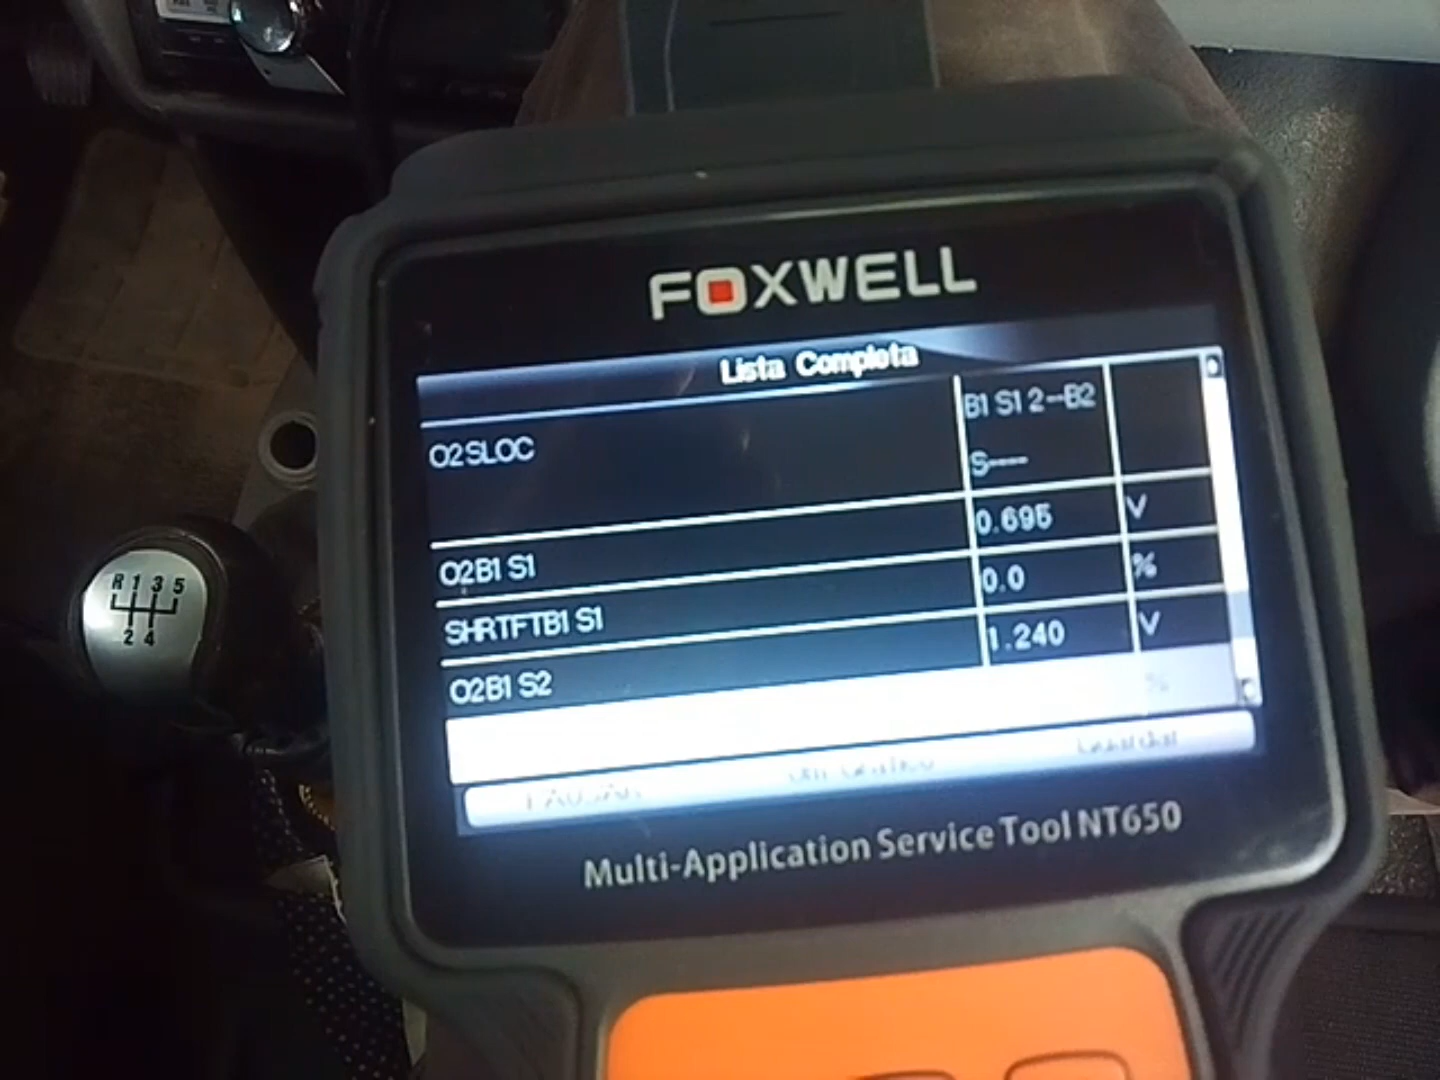 FOXWELL
Lista Completa
O2SLOC B1 S1 2--B2
S----
O2B1 S1 0.695 V
SHRTFTB1 S1 0.0 %
O2B1 S2 1.240 V
%
Guardar
Multi-Application Service Tool NT650
R 1 3 5
2 4